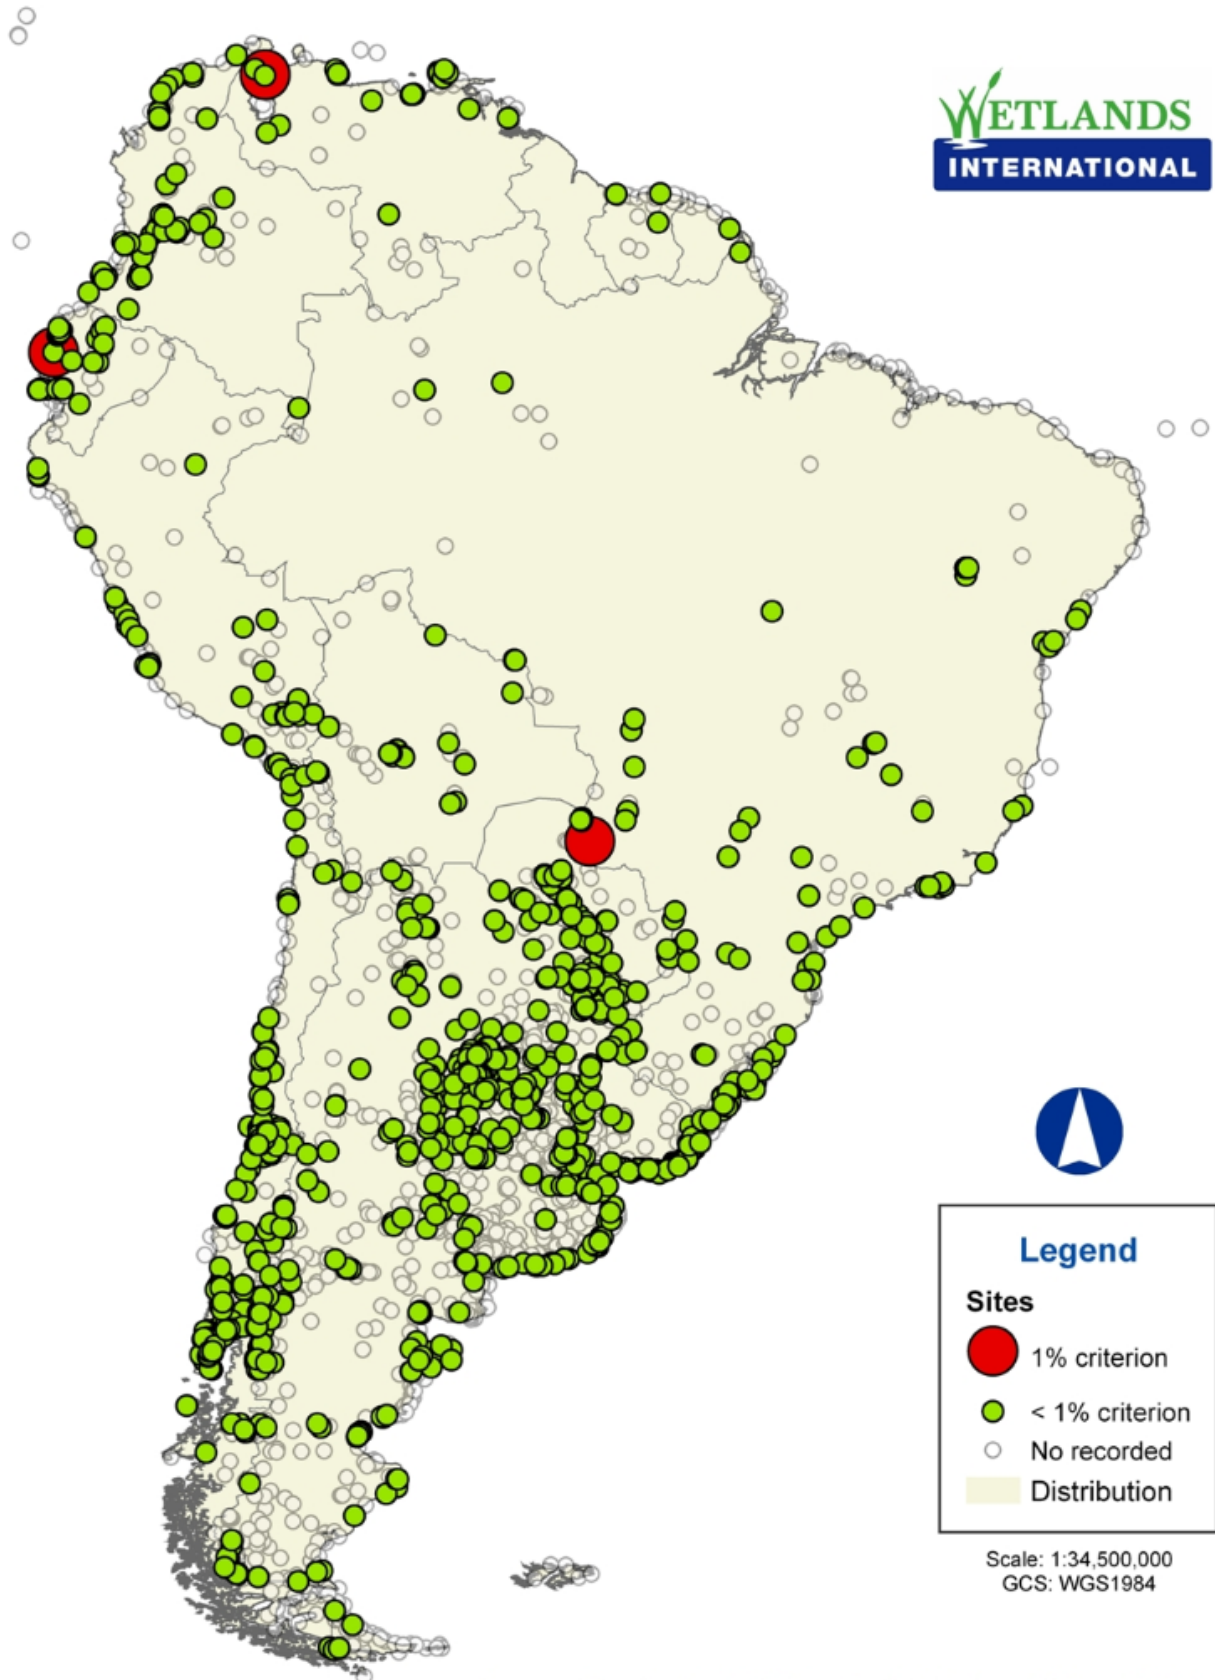 WETLANDS
INTERNATIONAL
Legend
Sites
1% criterion
< 1% criterion
No recorded
Distribution
Scale: 1:34,500,000
GCS: WGS1984